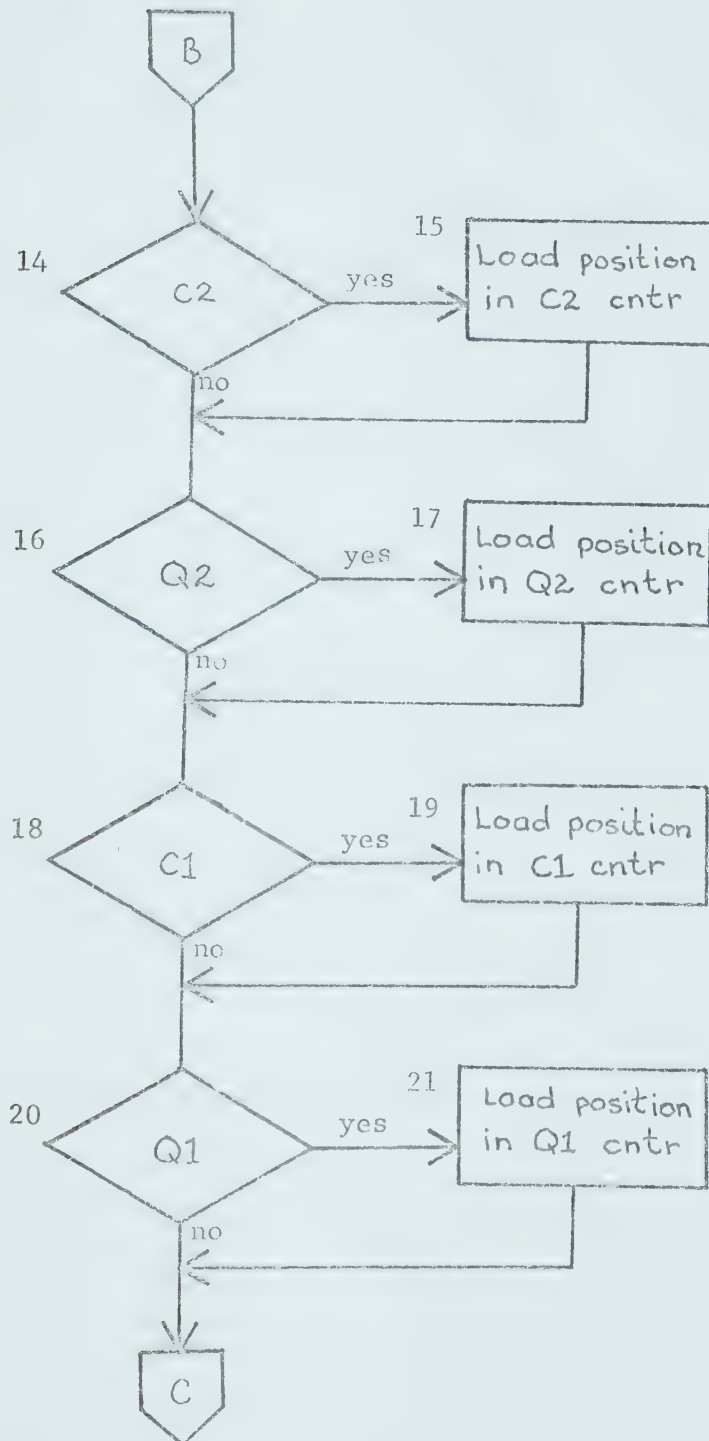 B
14
C2
yes
15
Load position
in C2 cntr
no
16
Q2
yes
17
Load position
in Q2 cntr
no
18
C1
yes
19
Load position
in C1 cntr
no
20
Q1
yes
21
Load position
in Q1 cntr
no
C